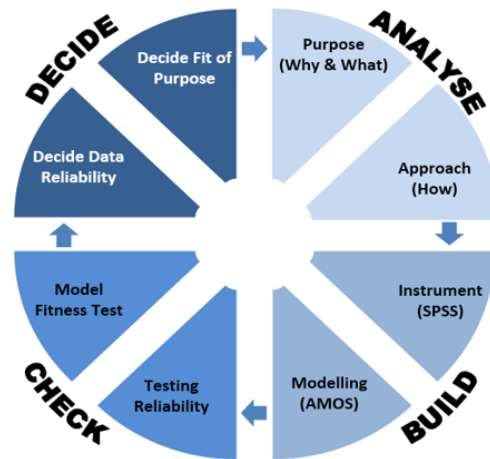 DECIDE
ANALYSE
Decide Fit of
Purpose
Purpose
(Why & What)
Decide Data
Reliability
Approach
(How)
Model
Fitness Test
Instrument
(SPSS)
Testing
Reliability
Modelling
(AMOS)
CHECK
BUILD